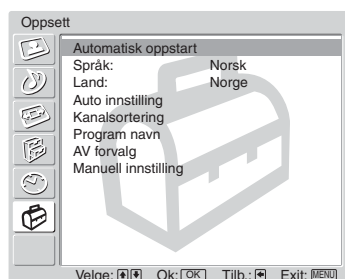 Oppsett
Automatisk oppstart
Språk: Norsk
Land: Norge
Auto innstilling
Kanalsortering
Program navn
AV forvalg
Manuell innstilling
Velge: Ok: OK Tilb.: Exit: MENU